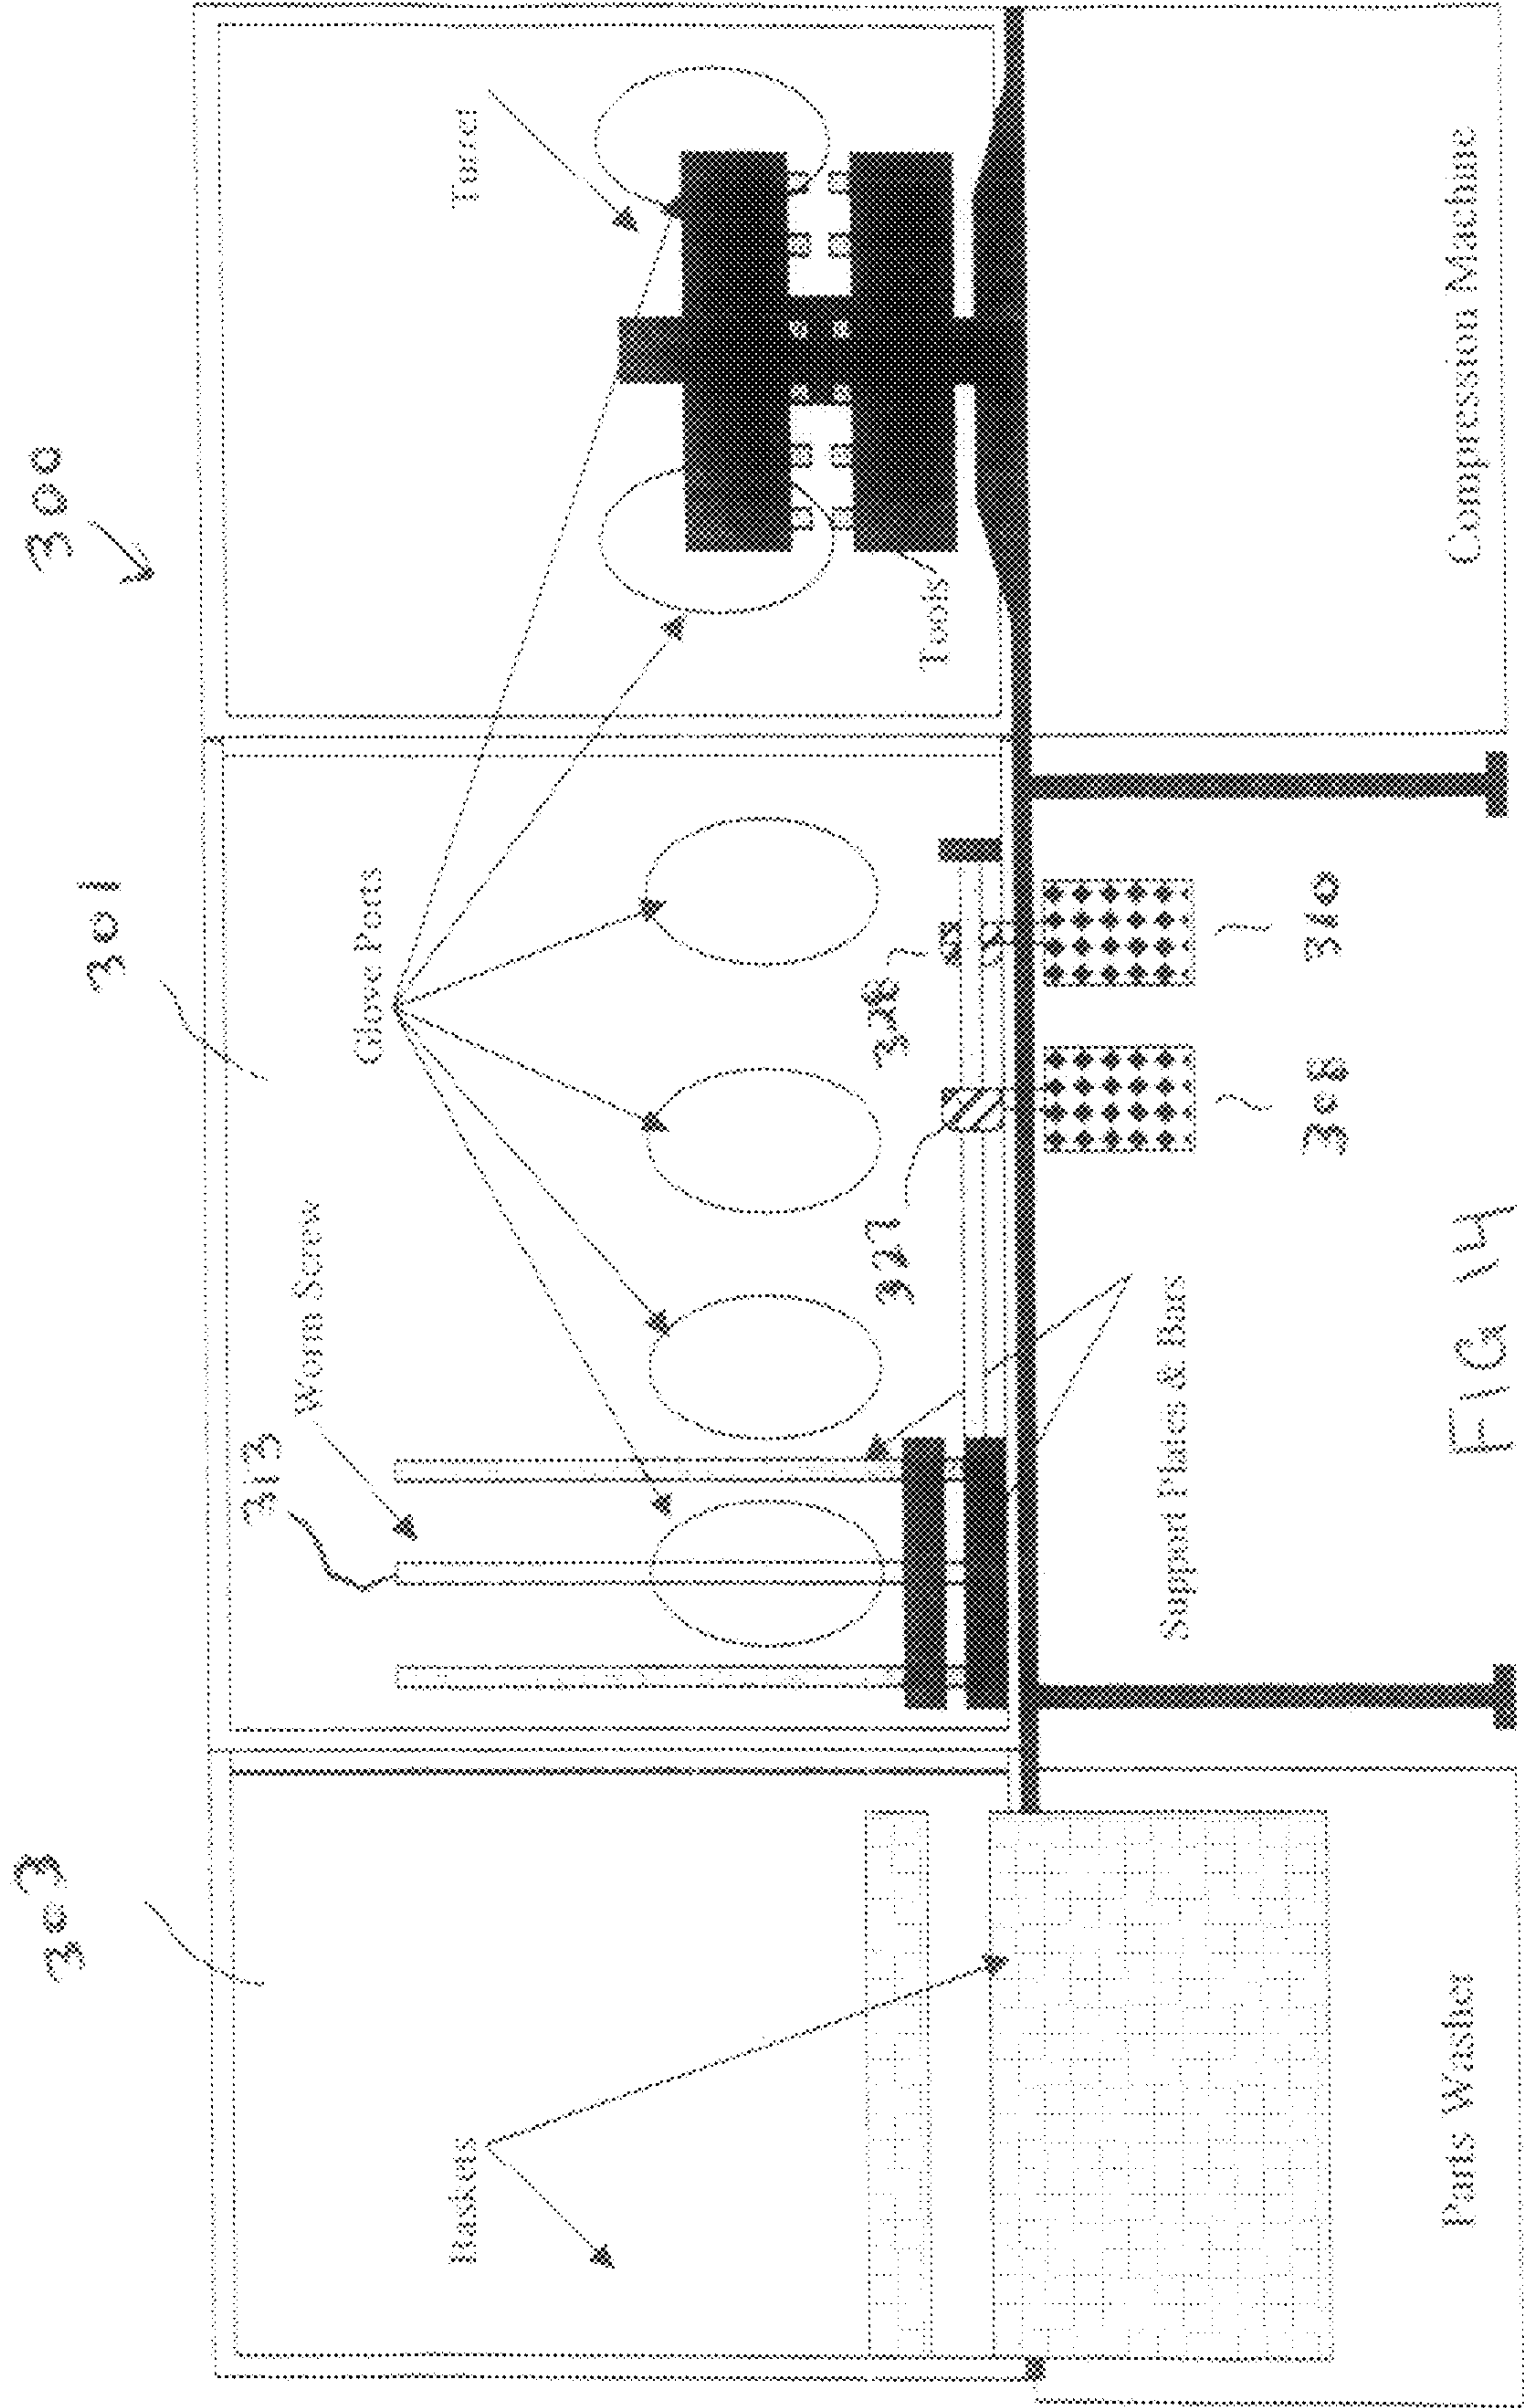 300
303
301
313
Worm Screw
Glove Ports
Turret
Baskets
327
328
Tools
Support Plates & Bars
308
310
Parts Washer
FIG 14
Compression Machine